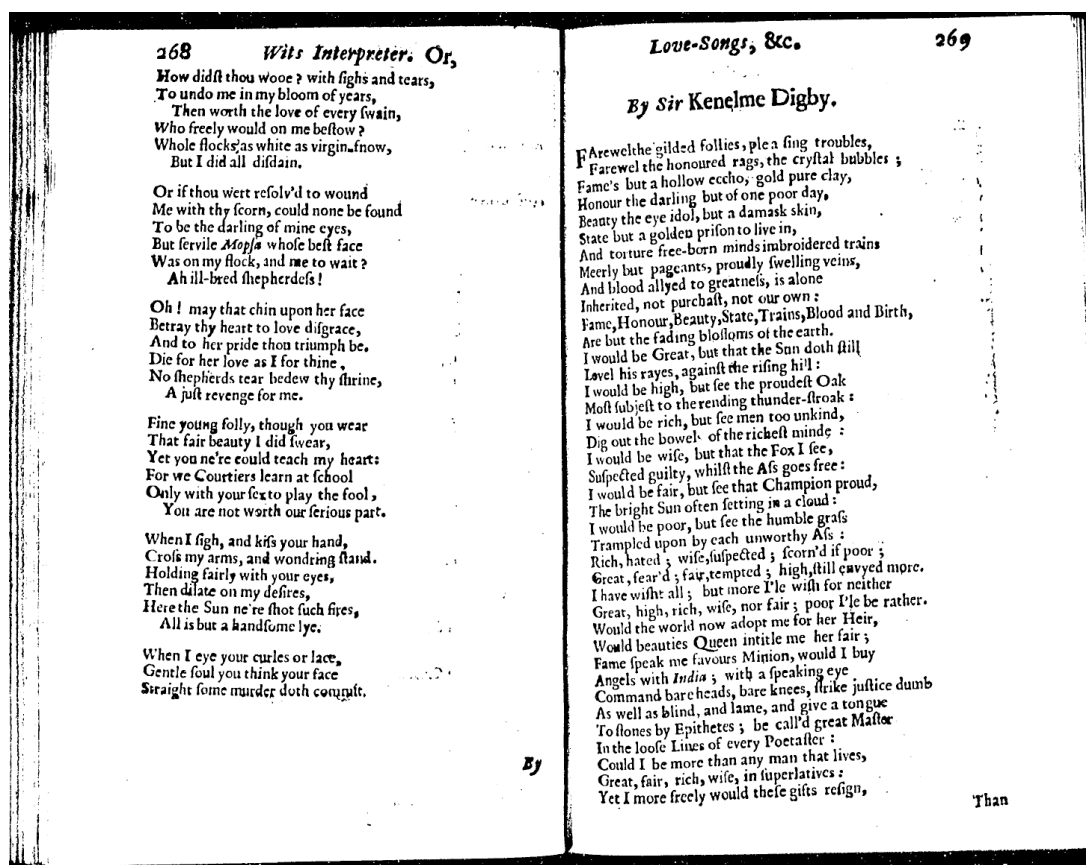 268 Wits Interpreter. Or,
How didſt thou wooe? with ſighs and tears,
To undo me in my bloom of years,
Then worth the love of every ſwain,
Who freely would on me beſtow?
Whole flocks, as white as virgin-ſnow,
But I did all diſdain.
Or if thou wert reſolv'd to wound
Me with thy ſcorn, could none be found
To be the darling of mine eyes,
But ſervile Mopſa whoſe beſt face
Was on my flock, and me to wait?
Ah ill-bred ſhepherdeſs!
Oh! may that chin upon her face
Betray thy heart to love diſgrace,
And to her pride thou triumph be.
Die for her love as I for thine,
No ſhepherds tear bedew thy ſhrine,
A juſt revenge for me.
Fine young folly, though you wear
That fair beauty I did ſwear,
Yet you ne're could teach my heart:
For we Courtiers learn at ſchool
Only with your ſex to play the fool,
You are not worth our ſerious part.
When I ſigh, and kiſs your hand,
Croſs my arms, and wondring ſtand.
Holding fairly with your eyes,
Then dilate on my deſires,
Here the Sun ne're ſhot ſuch fires,
All is but a handſome lye.
When I eye your curles or lace,
Gentle ſoul you think your face
Straight ſome murder doth commit.
By
Love-Songs, &c. 269
By Sir Kenelme Digby.
FArewel the gilded follies, plea ſing troubles,
Farewel the honoured rags, the cryſtal bubbles;
Fame's but a hollow eccho, gold pure clay,
Honour the darling but of one poor day,
Beauty the eye idol, but a damask skin,
State but a golden priſon to live in,
And torture free-born minds imbroidered trains
Meerly but pageants, proudly ſwelling veins,
And blood allyed to greatneſs, is alone
Inherited, not purchaſt, not our own:
Fame, Honour, Beauty, State, Trains, Blood and Birth,
Are but the fading bloſſoms of the earth.
I would be Great, but that the Sun doth ſtill
Level his rayes, againſt the riſing hill:
I would be high, but ſee the proudeſt Oak
Moſt ſubject to the rending thunder-ſtroak:
I would be rich, but ſee men too unkind,
Dig out the bowels of the richeſt minde:
I would be wiſe, but that the Fox I ſee,
Suſpected guilty, whilſt the Aſs goes free:
I would be fair, but ſee that Champion proud,
The bright Sun often ſetting in a cloud:
I would be poor, but ſee the humble graſs
Trampled upon by each unworthy Aſs:
Rich, hated; wiſe, ſuſpected; ſcorn'd if poor;
Great, fear'd; fair, tempted; high, ſtill envyed more.
I have wiſht all; but more I'le wiſh for neither
Great, high, rich, wiſe, nor fair; poor I'le be rather.
Would the world now adopt me for her Heir,
Would beauties Queen intitle me her fair;
Fame ſpeak me favours Minion, would I buy
Angels with India; with a ſpeaking eye
Command bare heads, bare knees, ſtrike juſtice dumb
As well as blind, and lame, and give a tongue
To ſtones by Epithetes; be call'd great Maſter
In the looſe Lines of every Poetaſter:
Could I be more than any man that lives,
Great, fair, rich, wiſe, in ſuperlatives:
Yet I more freely would theſe gifts reſign,
Than